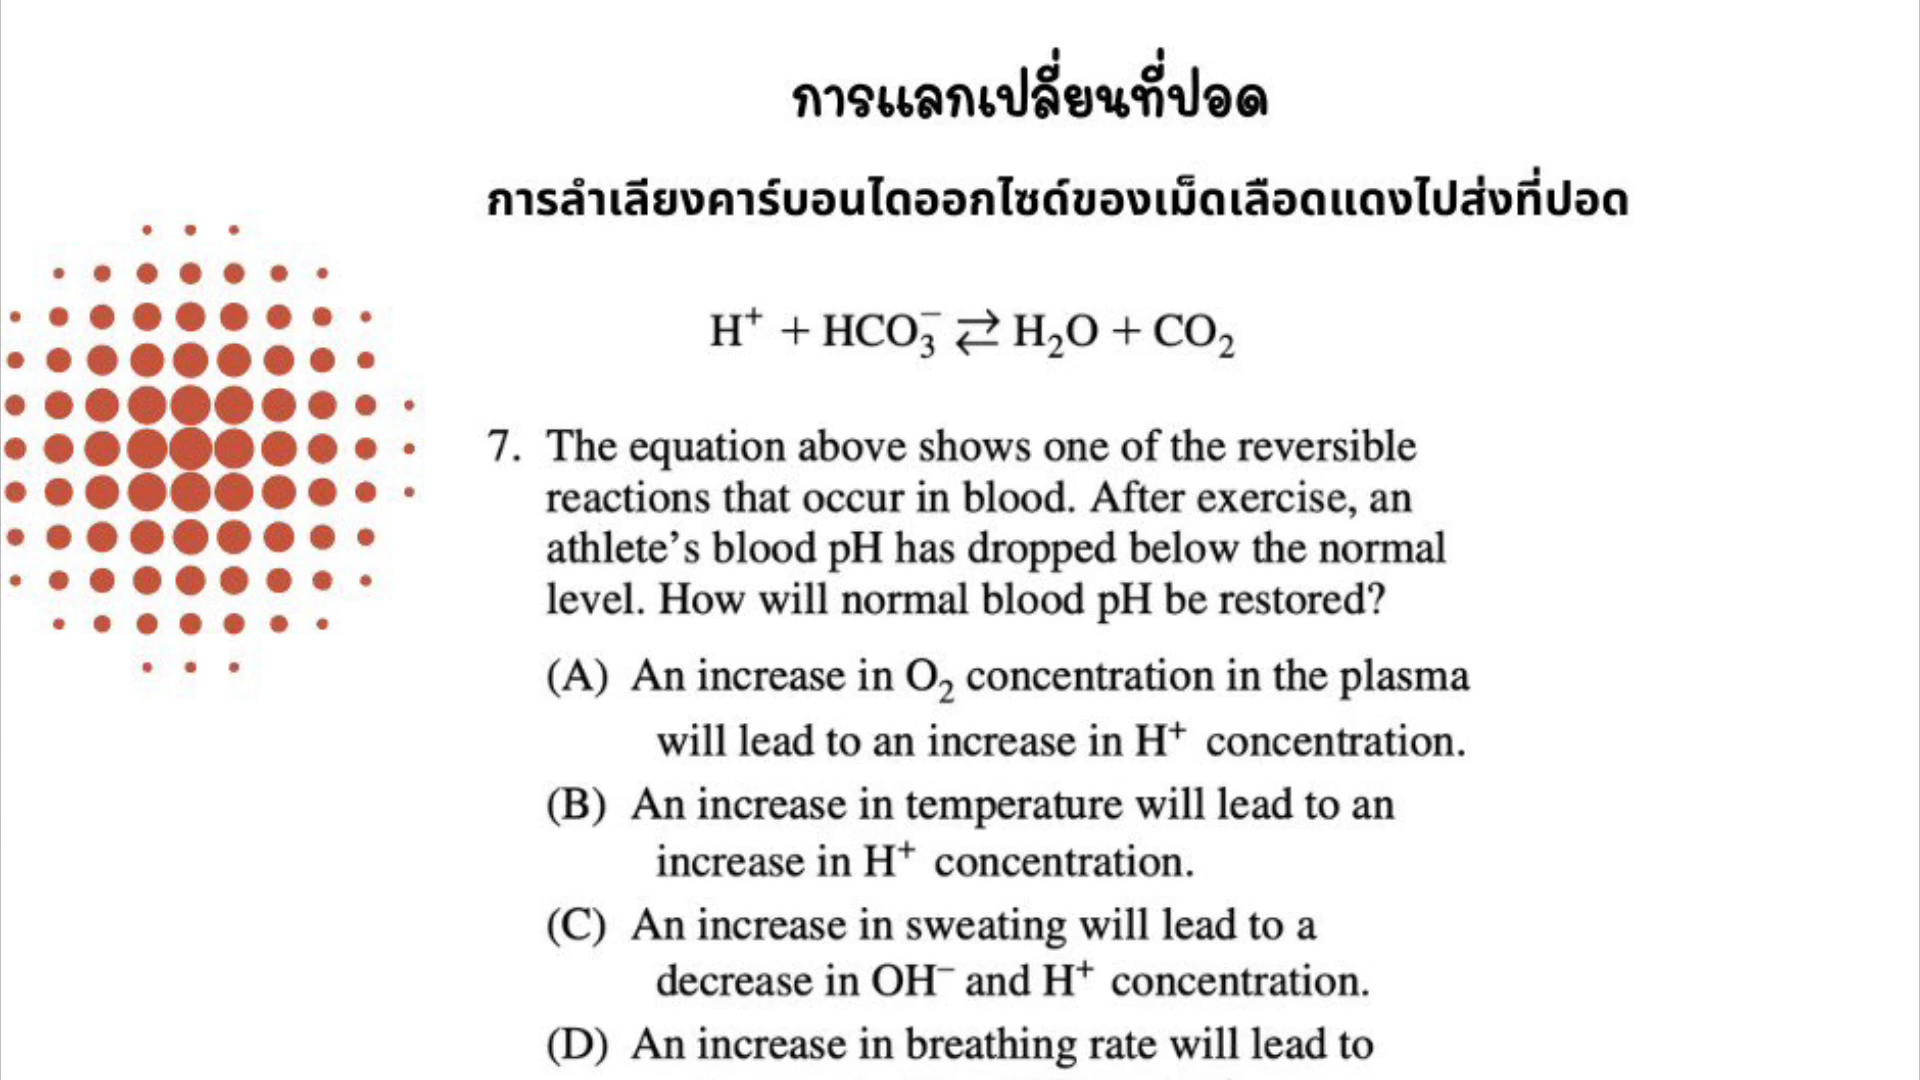 การแลกเปลี่ยนที่ปอด
การลำเลียงคาร์บอนไดออกไซด์ของเม็ดเลือดแดงไปส่งที่ปอด
H⁺ + HCO₃⁻ ⇄ H₂O + CO₂
7. The equation above shows one of the reversible
reactions that occur in blood. After exercise, an
athlete’s blood pH has dropped below the normal
level. How will normal blood pH be restored?
(A) An increase in O₂ concentration in the plasma
will lead to an increase in H⁺ concentration.
(B) An increase in temperature will lead to an
increase in H⁺ concentration.
(C) An increase in sweating will lead to a
decrease in OH⁻ and H⁺ concentration.
(D) An increase in breathing rate will lead to